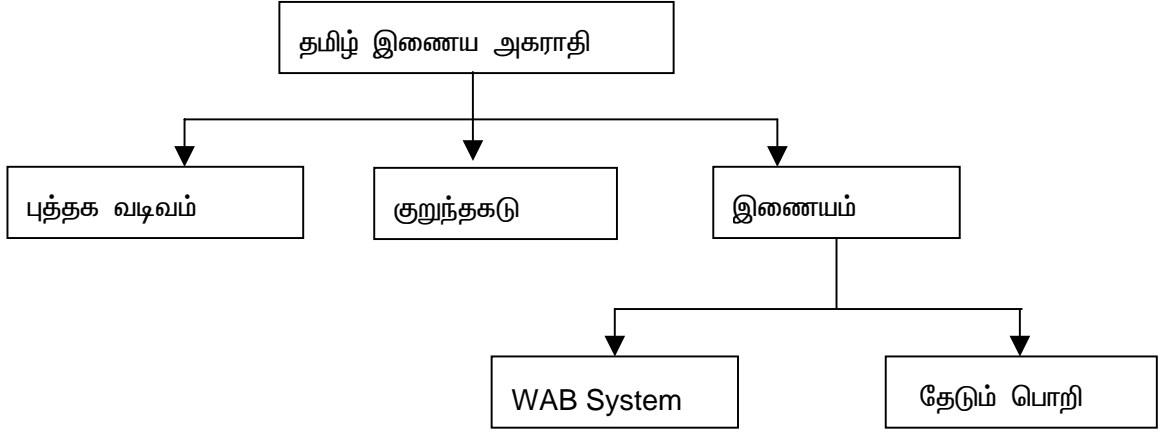 தமிழ் இணைய அகராதி
புத்தக வடிவம்
குறுந்தகடு
இணையம்
WAB System
தேடும் பொறி